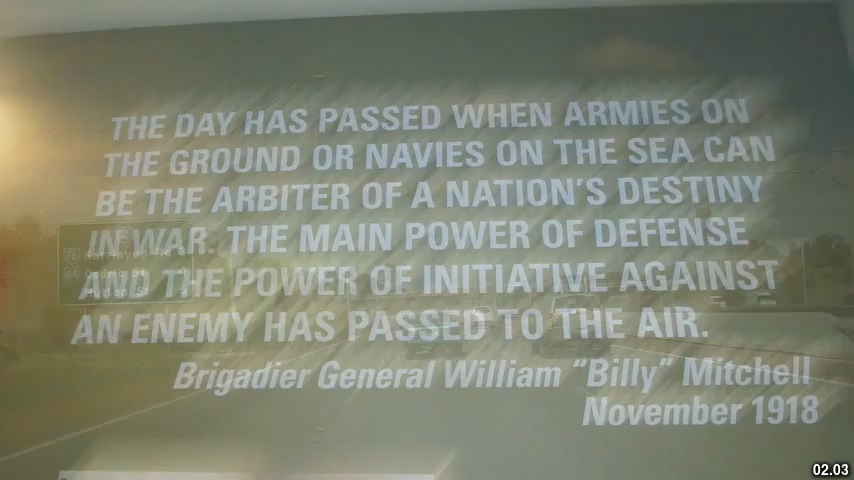 THE DAY HAS PASSED WHEN ARMIES ON
THE GROUND OR NAVIES ON THE SEA CAN
BE THE ARBITER OF A NATION'S DESTINY
IN WAR. THE MAIN POWER OF DEFENSE
AND THE POWER OF INITIATIVE AGAINST
AN ENEMY HAS PASSED TO THE AIR.
Brigadier General William "Billy" Mitchell
November 1918
76
64
02.03